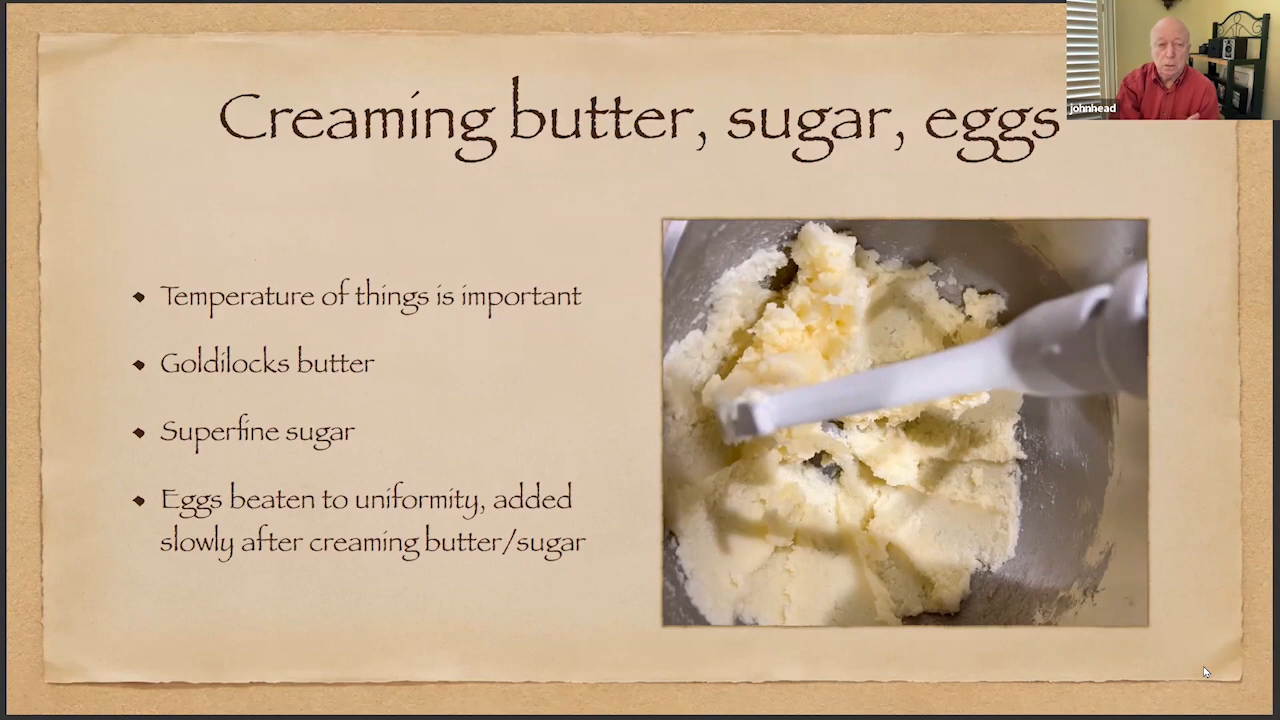 Creaming butter, sugar, eggs
johnhead
Temperature of things is important
Goldilocks butter
Superfine sugar
Eggs beaten to uniformity, added
slowly after creaming butter/sugar